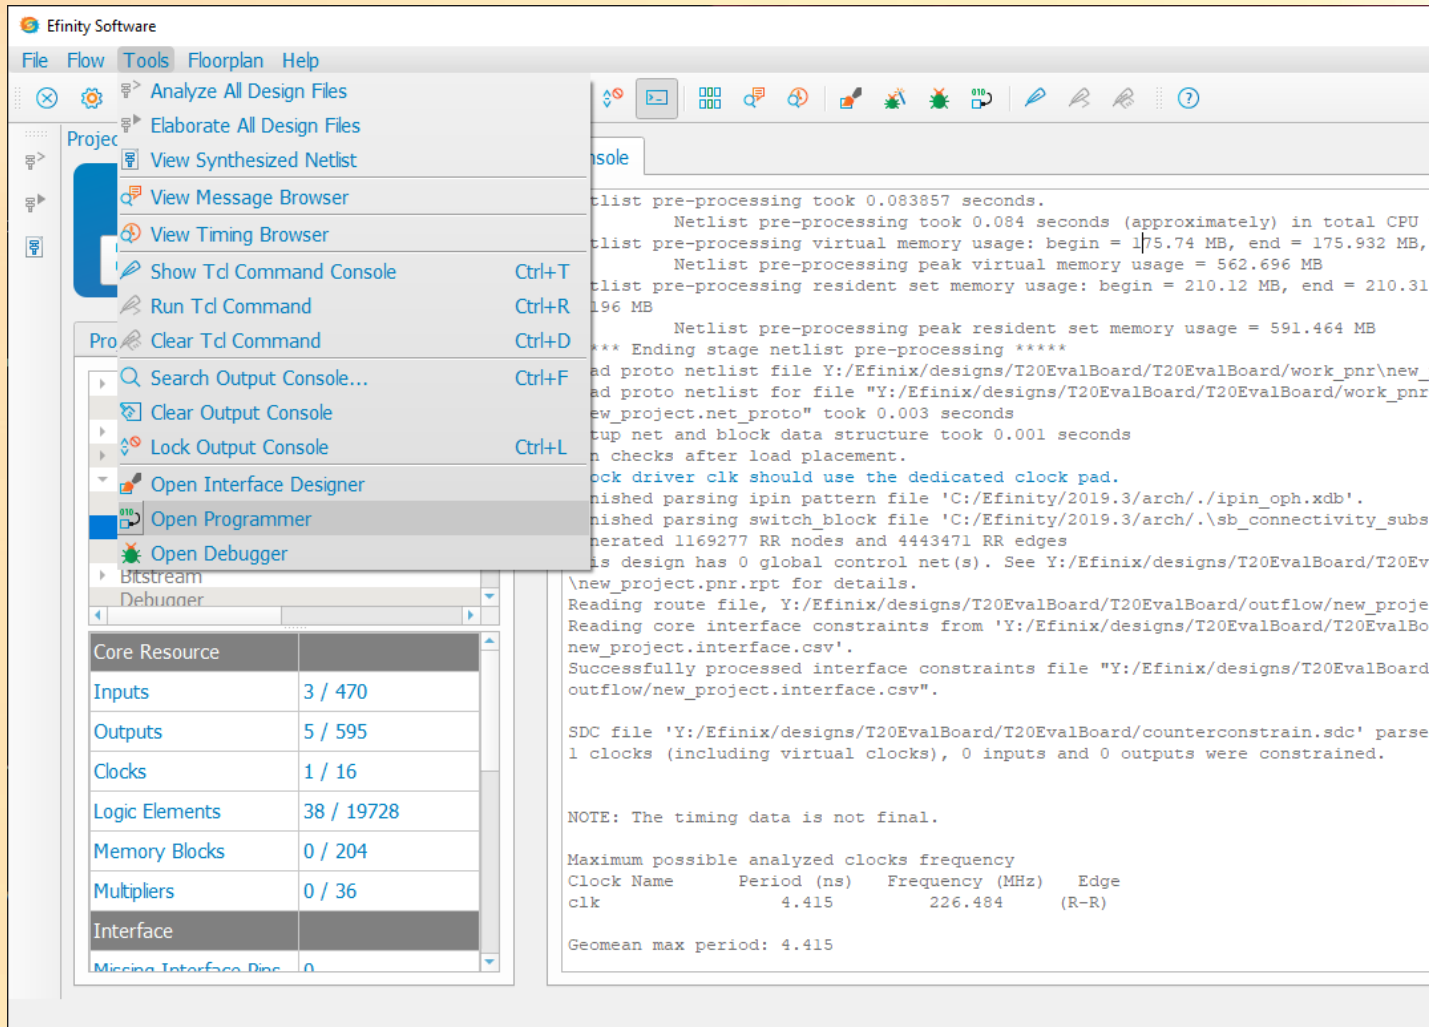 Efinity Software
File Flow Tools Floorplan Help
Analyze All Design Files
Elaborate All Design Files
View Synthesized Netlist
View Message Browser
View Timing Browser
Show Tcl Command Console Ctrl+T
Run Tcl Command Ctrl+R
Clear Tcl Command Ctrl+D
Search Output Console... Ctrl+F
Clear Output Console
Lock Output Console Ctrl+L
Open Interface Designer
Open Programmer
Open Debugger
Projec
Pro
Bitstream
Debugger
Core Resource
Inputs 3 / 470
Outputs 5 / 595
Clocks 1 / 16
Logic Elements 38 / 19728
Memory Blocks 0 / 204
Multipliers 0 / 36
Interface
Missing Interface Pins 0
nsole
tlist pre-processing took 0.083857 seconds.
Netlist pre-processing took 0.084 seconds (approximately) in total CPU
tlist pre-processing virtual memory usage: begin = 175.74 MB, end = 175.932 MB,
Netlist pre-processing peak virtual memory usage = 562.696 MB
tlist pre-processing resident set memory usage: begin = 210.12 MB, end = 210.31
196 MB
Netlist pre-processing peak resident set memory usage = 591.464 MB
*** Ending stage netlist pre-processing *****
ad proto netlist file Y:/Efinix/designs/T20EvalBoard/T20EvalBoard/work_pnr\new_
ad proto netlist for file "Y:/Efinix/designs/T20EvalBoard/T20EvalBoard/work_pnr
ew_project.net_proto" took 0.003 seconds
tup net and block data structure took 0.001 seconds
n checks after load placement.
ock driver clk should use the dedicated clock pad.
nished parsing ipin pattern file 'C:/Efinity/2019.3/arch/./ipin_oph.xdb'.
nished parsing switch_block file 'C:/Efinity/2019.3/arch/.\sb_connectivity_subs
nerated 1169277 RR nodes and 4443471 RR edges
is design has 0 global control net(s). See Y:/Efinix/designs/T20EvalBoard/T20Ev
\new_project.pnr.rpt for details.
Reading route file, Y:/Efinix/designs/T20EvalBoard/T20EvalBoard/outflow/new_proje
Reading core interface constraints from 'Y:/Efinix/designs/T20EvalBoard/T20EvalBo
new_project.interface.csv'.
Successfully processed interface constraints file "Y:/Efinix/designs/T20EvalBoard
outflow/new_project.interface.csv".
SDC file 'Y:/Efinix/designs/T20EvalBoard/T20EvalBoard/counterconstrain.sdc' parse
1 clocks (including virtual clocks), 0 inputs and 0 outputs were constrained.
NOTE: The timing data is not final.
Maximum possible analyzed clocks frequency
Clock Name Period (ns) Frequency (MHz) Edge
clk 4.415 226.484 (R-R)
Geomean max period: 4.415